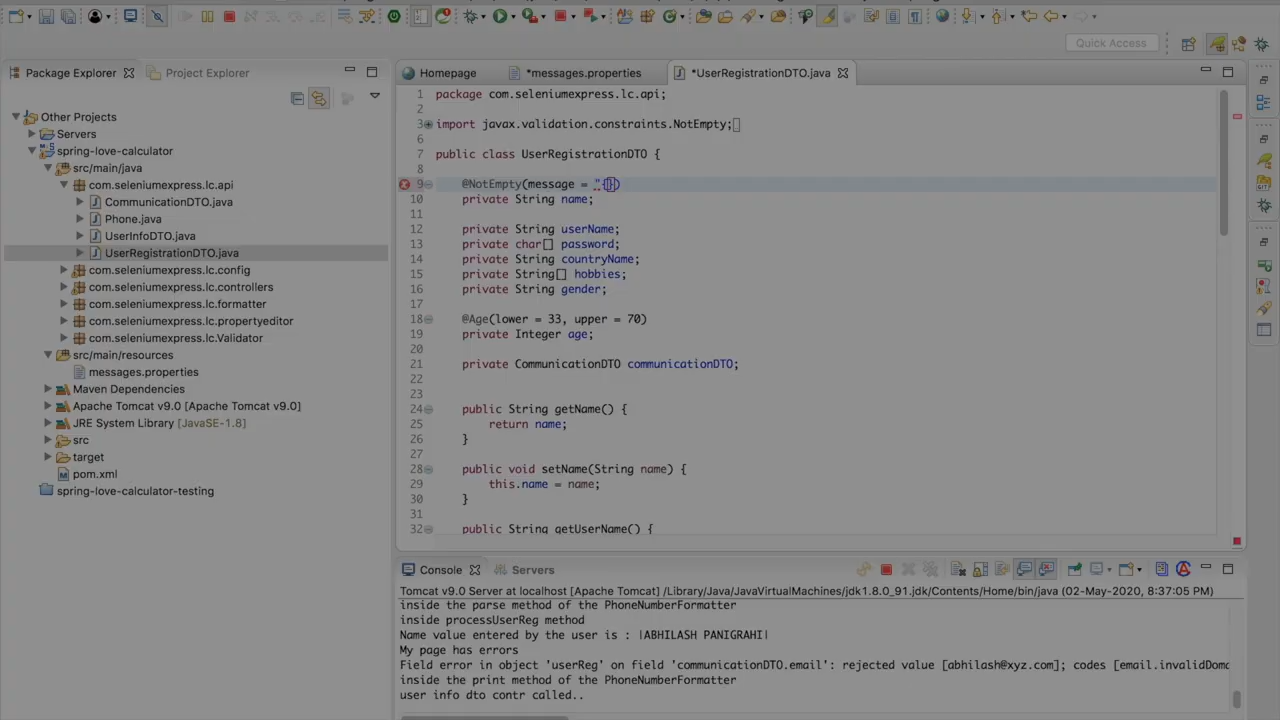 Quick Access
Package Explorer
Project Explorer
Other Projects
Servers
spring-love-calculator
src/main/java
com.seleniumexpress.lc.api
CommunicationDTO.java
Phone.java
UserInfoDTO.java
UserRegistrationDTO.java
com.seleniumexpress.lc.config
com.seleniumexpress.lc.controllers
com.seleniumexpress.lc.formatter
com.seleniumexpress.lc.propertyeditor
com.seleniumexpress.lc.Validator
src/main/resources
messages.properties
Maven Dependencies
Apache Tomcat v9.0 [Apache Tomcat v9.0]
JRE System Library [JavaSE-1.8]
src
target
pom.xml
spring-love-calculator-testing
Homepage
*messages.properties
*UserRegistrationDTO.java
1 package com.seleniumexpress.lc.api;
2
3 import javax.validation.constraints.NotEmpty;
6
7 public class UserRegistrationDTO {
8
9 @NotEmpty(message = "{})
10 private String name;
11
12 private String userName;
13 private char[] password;
14 private String countryName;
15 private String[] hobbies;
16 private String gender;
17
18 @Age(lower = 33, upper = 70)
19 private Integer age;
20
21 private CommunicationDTO communicationDTO;
22
23
24 public String getName() {
25 return name;
26 }
27
28 public void setName(String name) {
29 this.name = name;
30 }
31
32 public String getUserName() {
Console
Servers
Tomcat v9.0 Server at localhost [Apache Tomcat] /Library/Java/JavaVirtualMachines/jdk1.8.0_91.jdk/Contents/Home/bin/java (02-May-2020, 8:37:05 PM)
inside the parse method of the PhoneNumberFormatter
inside processUserReg method
Name value entered by the user is : |ABHILASH PANIGRAHI|
My page has errors
Field error in object 'userReg' on field 'communicationDTO.email': rejected value [abhilash@xyz.com]; codes [email.invalidDoma
inside the print method of the PhoneNumberFormatter
user info dto contr called..